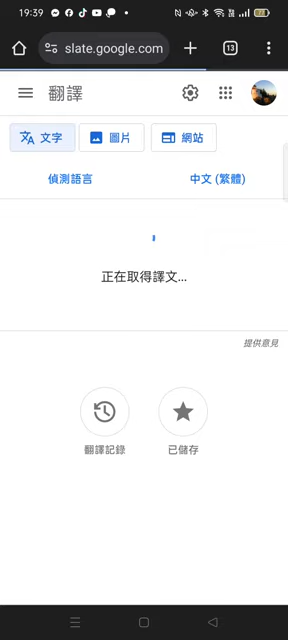 19:39
slate.google.com
13
翻譯
文字
圖片
網站
偵測語言
中文 (繁體)
正在取得譯文...
提供意見
翻譯記錄
已儲存